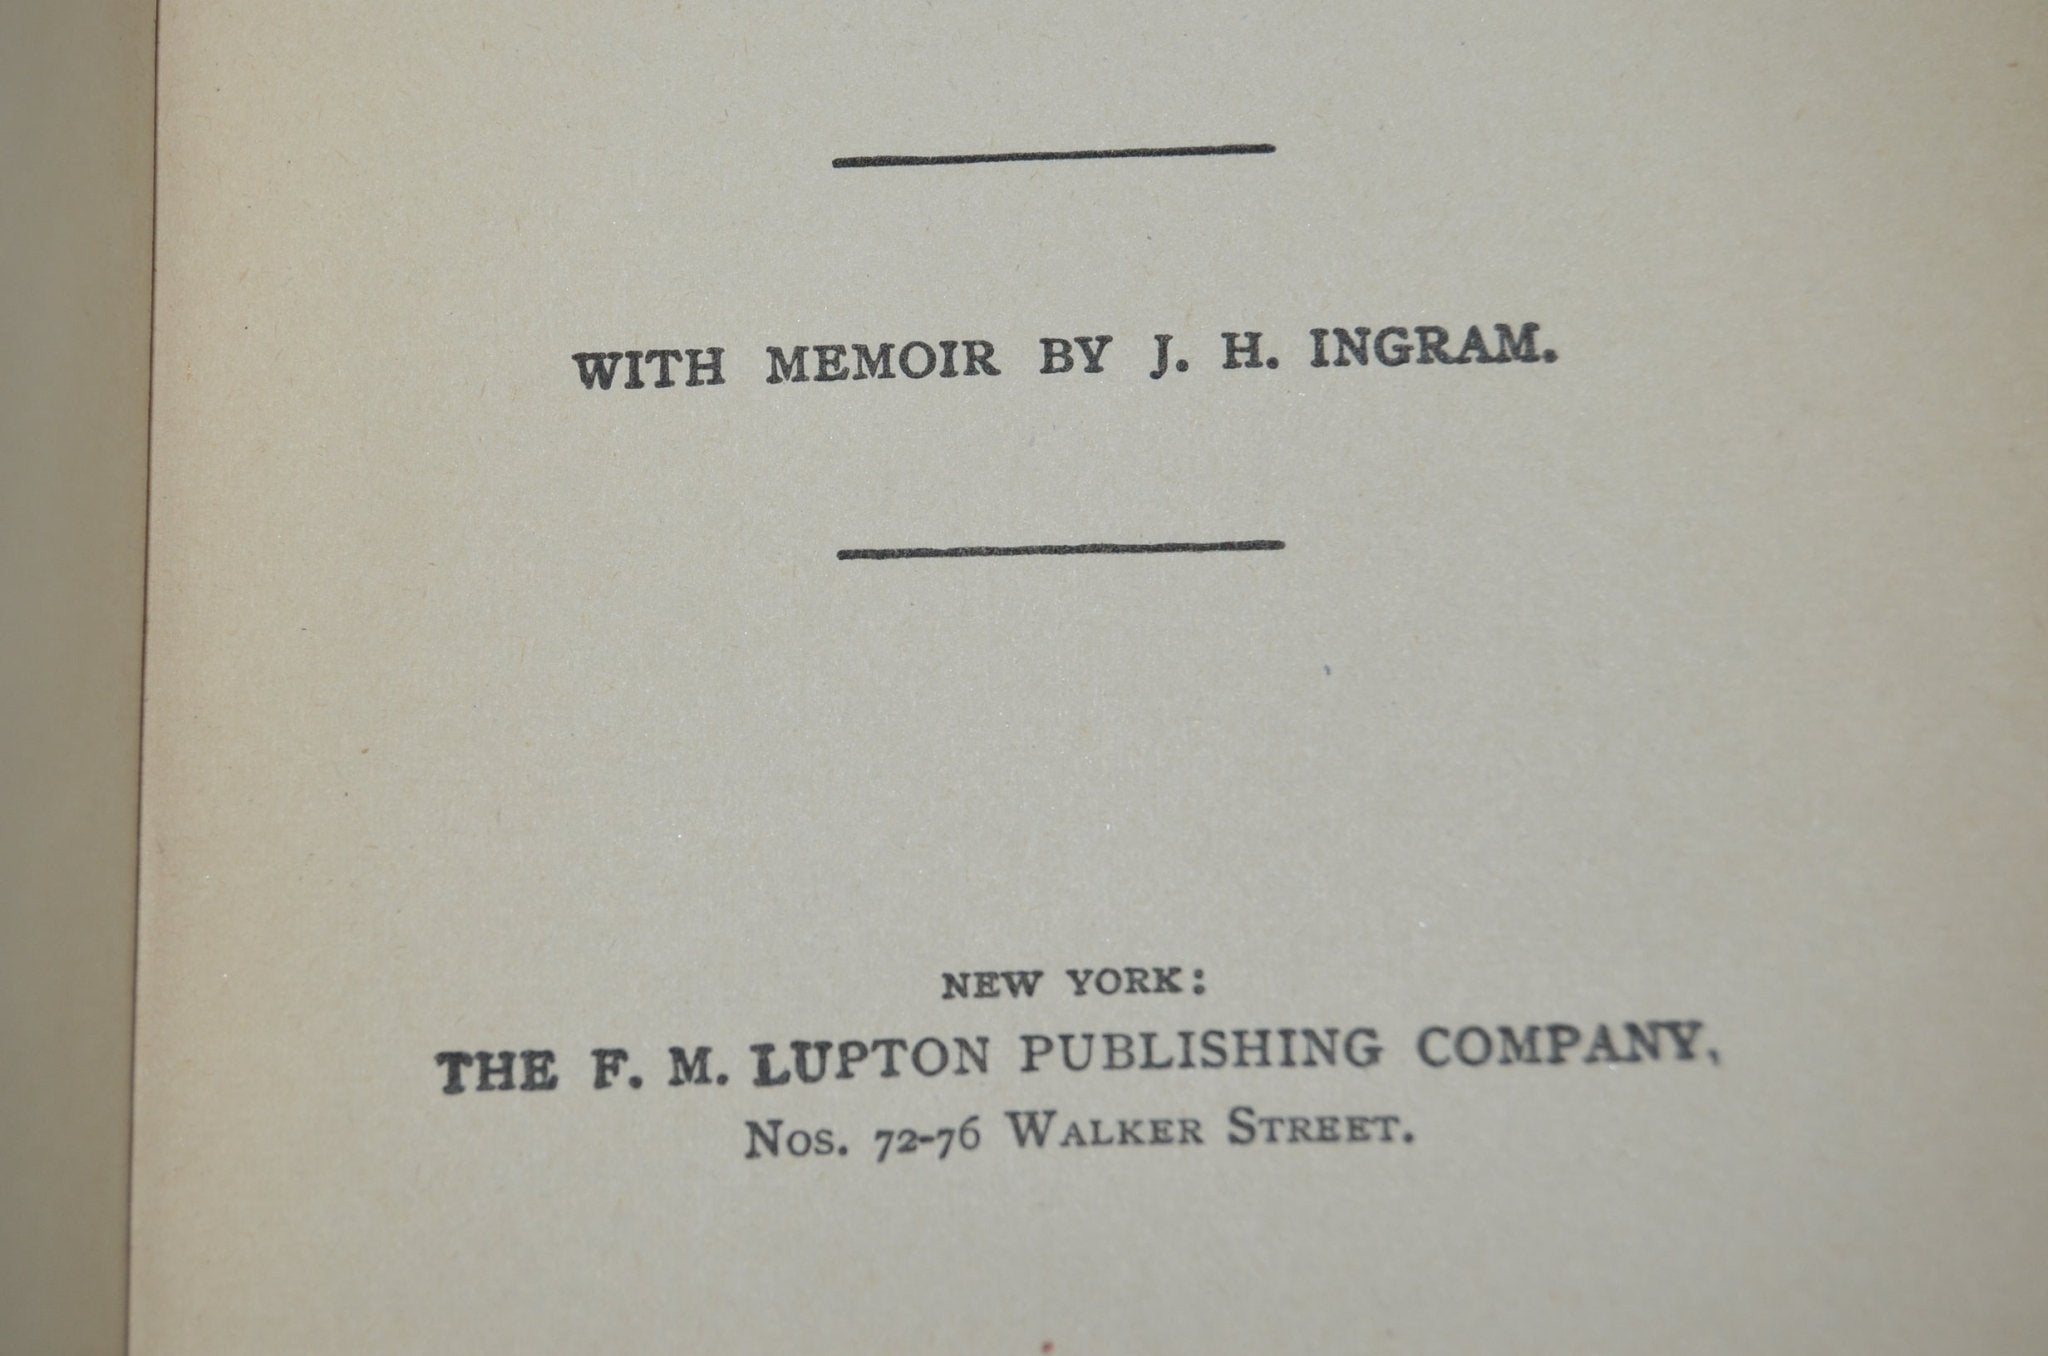 WITH MEMOIR BY J. H. INGRAM.
NEW YORK:
THE F. M. LUPTON PUBLISHING COMPANY,
Nos. 72-76 Walker Street.